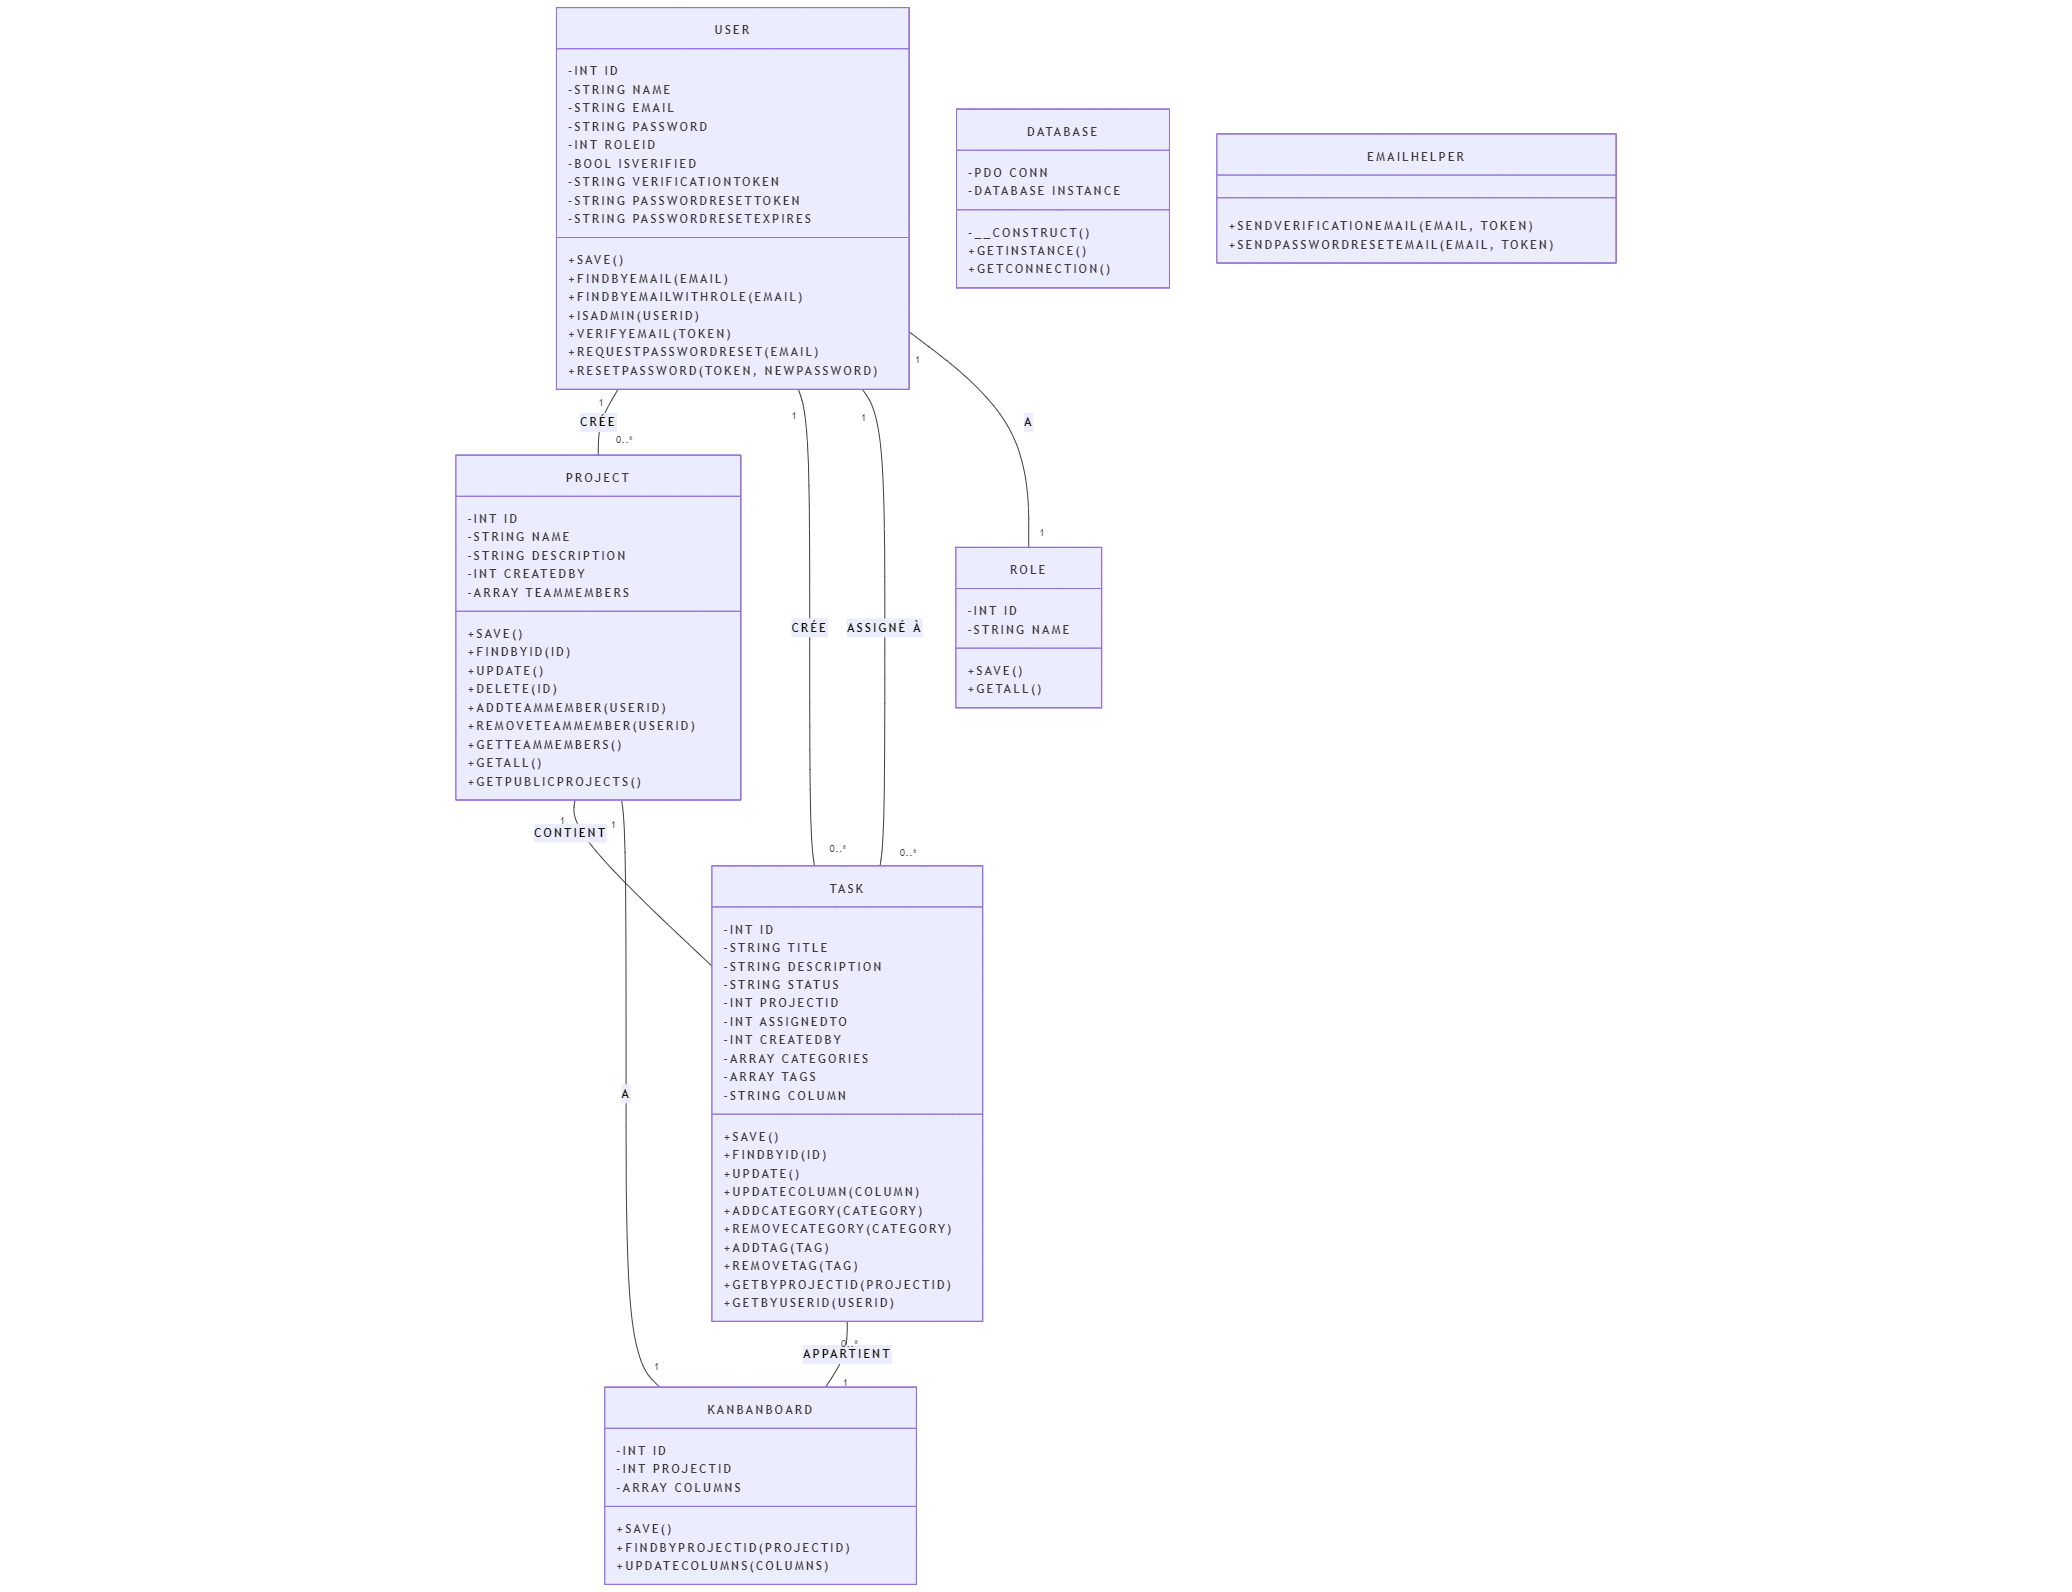 USER
-INT ID
-STRING NAME
-STRING EMAIL
-STRING PASSWORD
-INT ROLEID
-BOOL ISVERIFIED
-STRING VERIFICATIONTOKEN
-STRING PASSWORDRESETTOKEN
-STRING PASSWORDRESETEXPIRES
+SAVE()
+FINDBYEMAIL(EMAIL)
+FINDBYEMAILWITHROLE(EMAIL)
+ISADMIN(USERID)
+VERIFYEMAIL(TOKEN)
+REQUESTPASSWORDRESET(EMAIL)
+RESETPASSWORD(TOKEN, NEWPASSWORD)
DATABASE
-PDO CONN
-DATABASE INSTANCE
-__CONSTRUCT()
+GETINSTANCE()
+GETCONNECTION()
EMAILHELPER
+SENDVERIFICATIONEMAIL(EMAIL, TOKEN)
+SENDPASSWORDRESETEMAIL(EMAIL, TOKEN)
1
CRÉE
0..*
1
CRÉE
0..*
1
ASSIGNÉ À
0..*
1
A
1
PROJECT
-INT ID
-STRING NAME
-STRING DESCRIPTION
-INT CREATEDBY
-ARRAY TEAMMEMBERS
+SAVE()
+FINDBYID(ID)
+UPDATE()
+DELETE(ID)
+ADDTEAMMEMBER(USERID)
+REMOVETEAMMEMBER(USERID)
+GETTEAMMEMBERS()
+GETALL()
+GETPUBLICPROJECTS()
ROLE
-INT ID
-STRING NAME
+SAVE()
+GETALL()
1
CONTIENT
1
A
1
TASK
-INT ID
-STRING TITLE
-STRING DESCRIPTION
-STRING STATUS
-INT PROJECTID
-INT ASSIGNEDTO
-INT CREATEDBY
-ARRAY CATEGORIES
-ARRAY TAGS
-STRING COLUMN
+SAVE()
+FINDBYID(ID)
+UPDATE()
+UPDATECOLUMN(COLUMN)
+ADDCATEGORY(CATEGORY)
+REMOVECATEGORY(CATEGORY)
+ADDTAG(TAG)
+REMOVETAG(TAG)
+GETBYPROJECTID(PROJECTID)
+GETBYUSERID(USERID)
0..*
APPARTIENT
1
KANBANBOARD
-INT ID
-INT PROJECTID
-ARRAY COLUMNS
+SAVE()
+FINDBYPROJECTID(PROJECTID)
+UPDATECOLUMNS(COLUMNS)